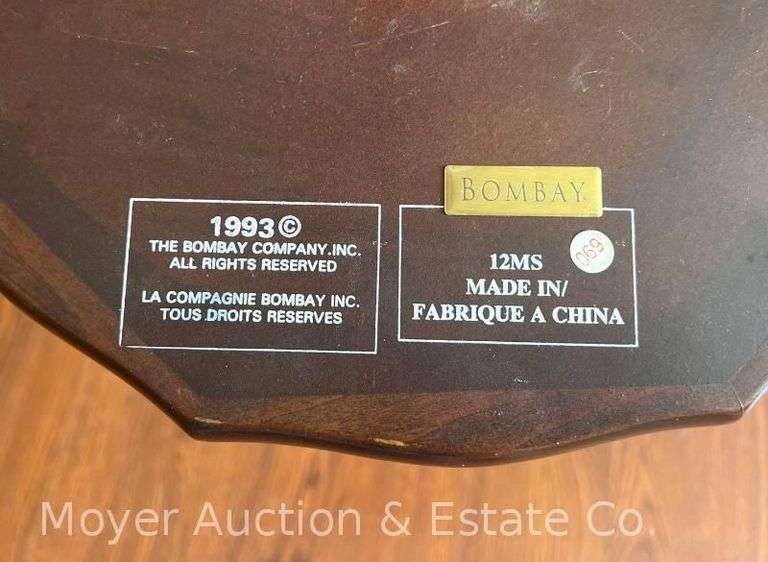 1993©
THE BOMBAY COMPANY.INC.
ALL RIGHTS RESERVED
LA COMPAGNIE BOMBAY INC.
TOUS DROITS RESERVES
BOMBAY
069
12MS
MADE IN/
FABRIQUE A CHINA
Moyer Auction & Estate Co.